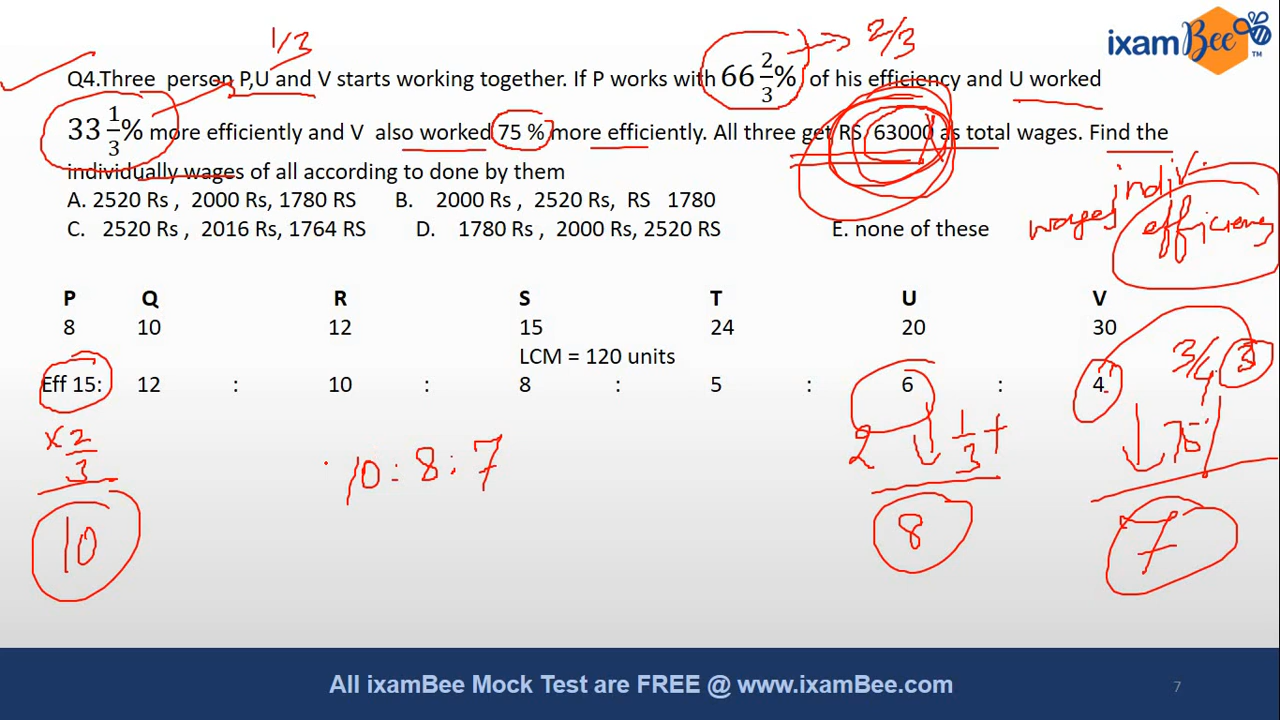 1/3
2/3
ixamBee™
Q4.Three person P,U and V starts working together. If P works with 66 2/3% of his efficiency and U worked
33 1/3% more efficiently and V also worked 75 % more efficiently. All three get RS 63000 as total wages. Find the
individually wages of all according to done by them
A. 2520 Rs , 2000 Rs, 1780 RS B. 2000 Rs , 2520 Rs, RS 1780
C. 2520 Rs , 2016 Rs, 1764 RS D. 1780 RS , 2000 Rs, 2520 RS E. none of these
indiv.
wages efficiency
P Q R S T U V
8 10 12 15 24 20 30
LCM = 120 units
3/4 3
Eff 15: 12 : 10 : 8 : 5 : 6 : 4
× 2/3
10 : 8 : 7
2 1/3 +
75%
10
8
7
All ixamBee Mock Test are FREE @ www.ixamBee.com
7